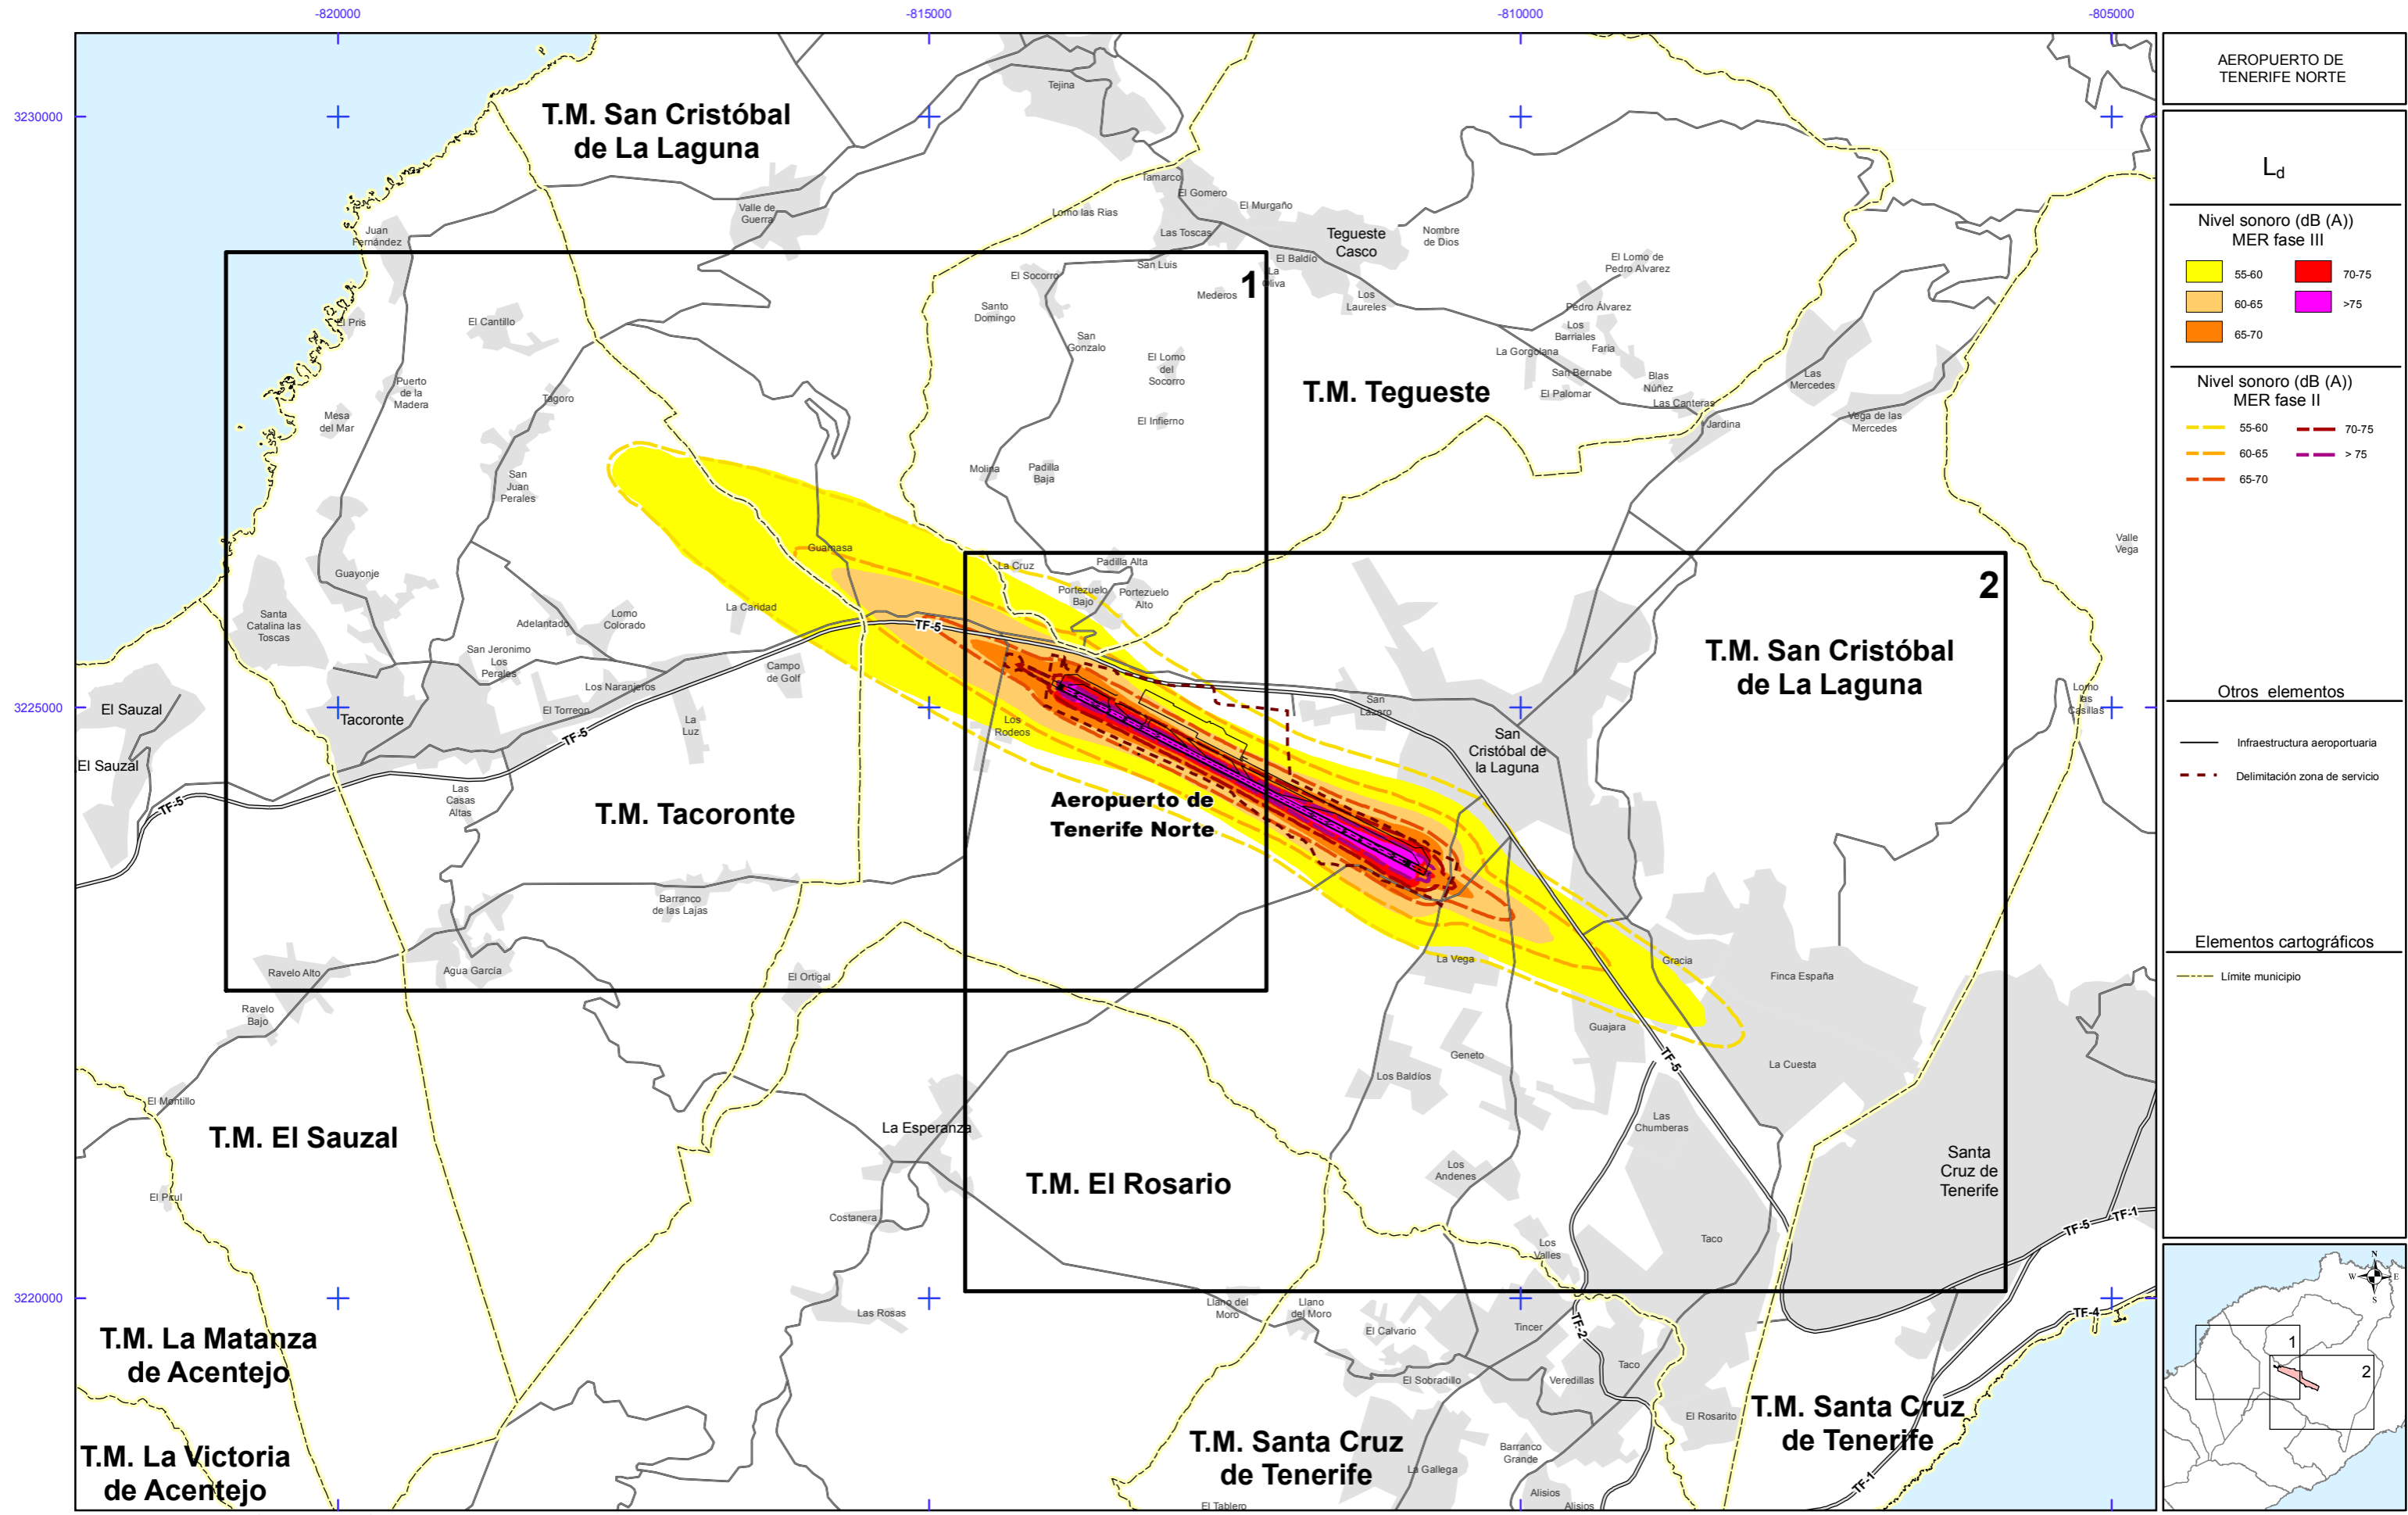 -820000
-815000
-810000
-805000
3230000
3225000
3220000
T.M. San Cristóbal
de La Laguna
Tejina
Valle de
Guerra
Juan
Fernández
Tamarco
El Gomero
El Murgaño
Lomo las Rias
Las Toscas
Tegueste
Casco
Nombre
de Dios
El Baldío
San Luis
La
Oliva
El Socorro
Mederos
1
Los
Laureles
El Lomo de
Pedro Alvarez
Pedro Álvarez
Los
Barriales
Faria
La Gorgolana
San Bernabe
El Palomar
Blas
Núñez
Las Canteras
Jardina
Las
Mercedes
Vega de las
Mercedes
Santo
Domingo
San
Gonzalo
El Lomo
del
Socorro
El Infierno
T.M. Tegueste
El Pris
El Cantillo
Puerto
de la
Madera
Mesa
del Mar
Tagoro
San
Juan
Perales
Molina
Padilla
Baja
Guamasa
La Cruz
Padilla Alta
Portezuelo
Bajo
Portezuelo
Alto
2
Valle
Vega
Guayonje
Santa
Catalina las
Toscas
Adelantado
Lomo
Colorado
La Caridad
TF-5
San Jeronimo
Los
Perales
Los Naranjeros
Campo
de Golf
El Torreon
La
Luz
TF-5
Tacoronte
El Sauzal
El Sauzal
TF-5
Las
Casas
Altas
T.M. Tacoronte
Los
Rodeos
Aeropuerto de
Tenerife Norte
San
Lázaro
San
Cristóbal de
la Laguna
T.M. San Cristóbal
de La Laguna
Lomo
las
Casillas
Barranco
de las Lajas
Agua García
Ravelo Alto
Ravelo
Bajo
El Ortigal
La Vega
Gracia
Finca España
Guajara
Geneto
Los Baldíos
TF-5
La Cuesta
Las
Chumberas
El Montillo
T.M. El Sauzal
La Esperanza
T.M. El Rosario
Los
Andenes
Santa
Cruz de
Tenerife
El Pirul
Costanera
Los
Valles
Taco
TF-5
TF-1
Las Rosas
Llano del
Moro
Llano
del Moro
El Calvario
Tincer
TF-2
TF-4
T.M. La Matanza
de Acentejo
El Sobradillo
Veredillas
Taco
El Rosarito
T.M. Santa Cruz
de Tenerife
T.M. La Victoria
de Acentejo
T.M. Santa Cruz
de Tenerife
La Gallega
Barranco
Grande
Alisios
Alisios
El Tablero
TF-1
AEROPUERTO DE
TENERIFE NORTE
Ld
Nivel sonoro (dB (A))
MER fase III
55-60
70-75
60-65
>75
65-70
Nivel sonoro (dB (A))
MER fase II
55-60
70-75
60-65
> 75
65-70
Otros elementos
Infraestructura aeroportuaria
Delimitación zona de servicio
Elementos cartográficos
Límite municipio
N
W
E
S
1
2